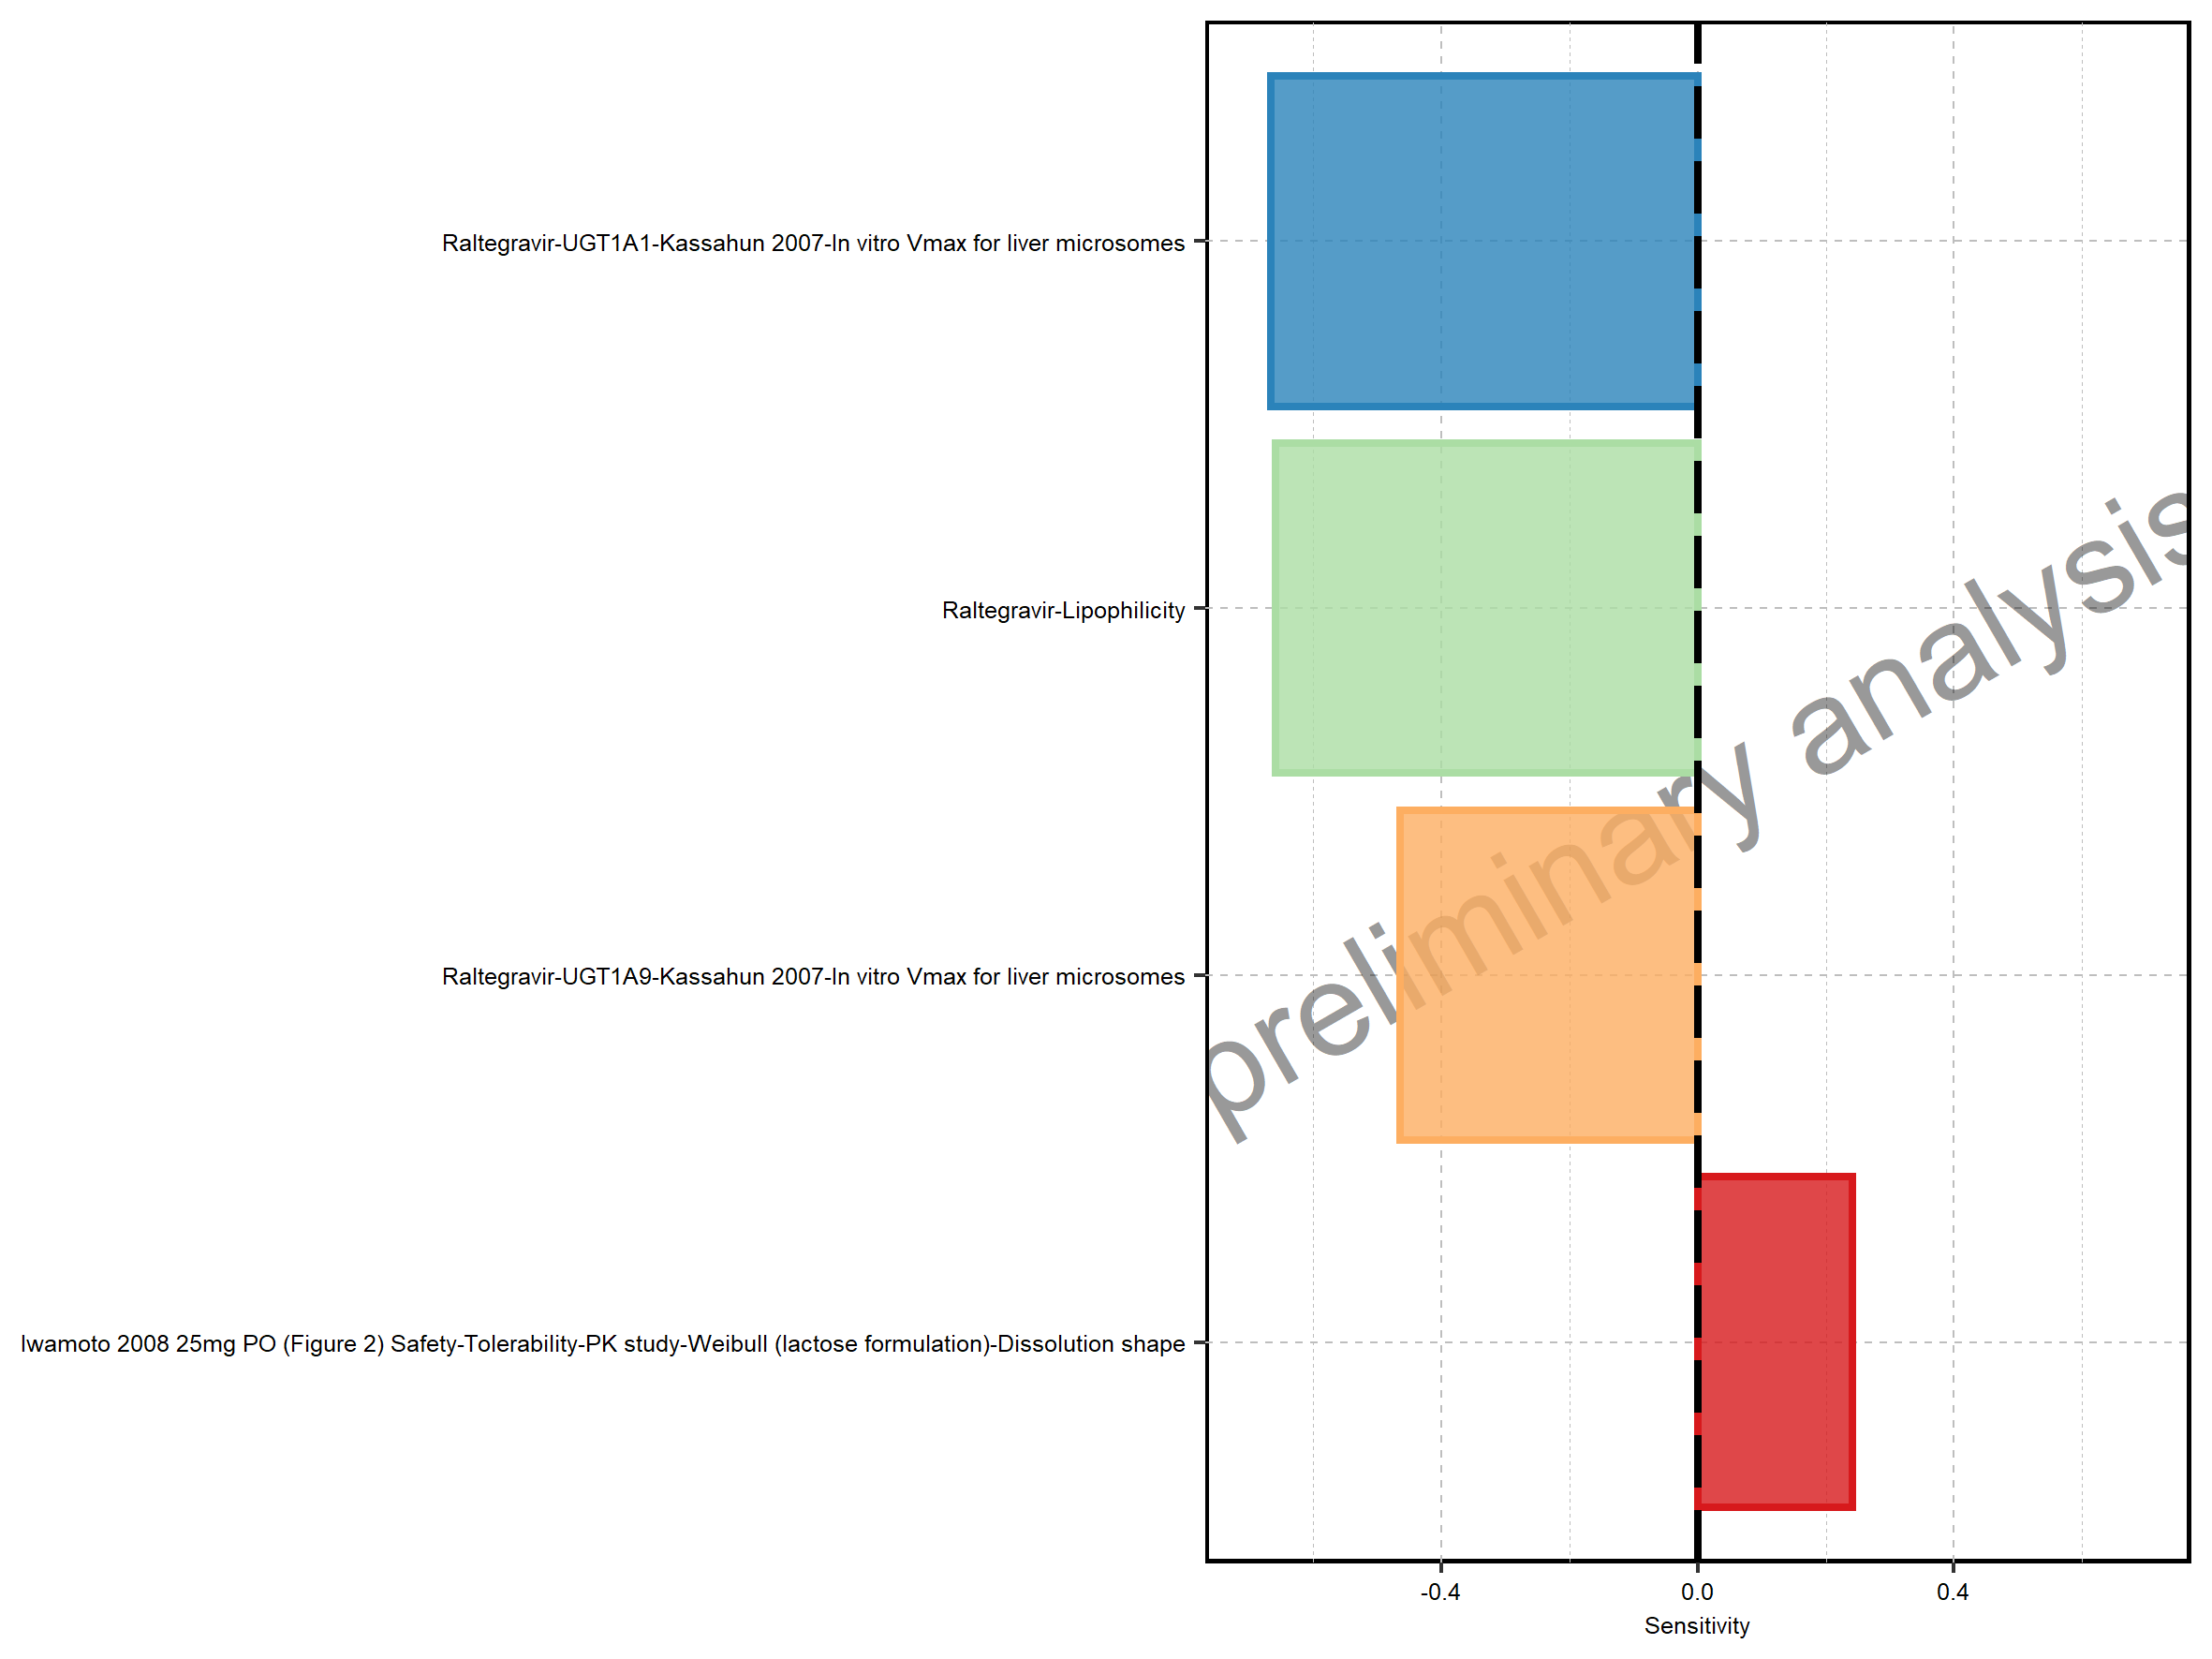 Raltegravir-UGT1A1-Kassahun 2007-In vitro Vmax for liver microsomes
Raltegravir-Lipophilicity
Raltegravir-UGT1A9-Kassahun 2007-In vitro Vmax for liver microsomes
Iwamoto 2008 25mg PO (Figure 2) Safety-Tolerability-PK study-Weibull (lactose formulation)-Dissolution shape
preliminary analysis
-0.4 0.0 0.4
Sensitivity